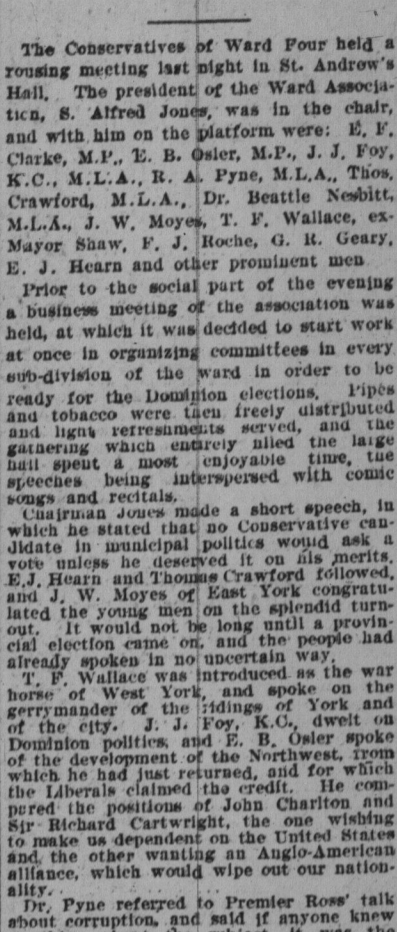 The Conservatives of Ward Four held a
rousing meeting last night in St. Andrew's
Hall. The president of the Ward Associa-
tion, S. Alfred Jones, was in the chair,
and with him on the platform were: E. F.
Clarke, M.P., E. B. Osler, M.P., J. J. Foy,
K.C., M.L.A., R. A. Pyne, M.L.A., Thos.
Crawford, M.L.A., Dr. Beattie Nesbitt,
M.L.A., J. W. Moyes, T. F. Wallace, ex-
Mayor Shaw, F. J. Roche, G. R. Geary,
E. J. Hearn and other prominent men
Prior to the social part of the evening
a business meeting of the association was
held, at which it was decided to start work
at once in organizing committees in every
sub-division of the ward in order to be
ready for the Dominion elections. Pipes
and tobacco were then freely distributed
and light refreshments served, and the
gathering which entirely filled the large
hall spent a most enjoyable time, the
speeches being interspersed with comic
songs and recitals.
Chairman Jones made a short speech, in
which he stated that no Conservative can-
didate in municipal politics would ask a
vote unless he deserved it on his merits.
E.J. Hearn and Thomas Crawford followed,
and J. W. Moyes of East York congratu-
lated the young men on the splendid turn-
out. It would not be long until a provin-
cial election came on, and the people had
already spoken in no uncertain way.
T. F. Wallace was introduced as the war
horse of West York, and spoke on the
gerrymander of the ridings of York and
of the city. J. J. Foy, K.C., dwelt on
Dominion politics, and E. B. Osler spoke
of the development of the Northwest, from
which he had just returned, and for which
the Liberals claimed the credit. He com-
pared the positions of John Charlton and
Sir Richard Cartwright, the one wishing
to make us dependent on the United States
and the other wanting an Anglo-American
alliance, which would wipe out our nation-
ality.
Dr. Pyne referred to Premier Ross' talk
about corruption, and said if anyone knew